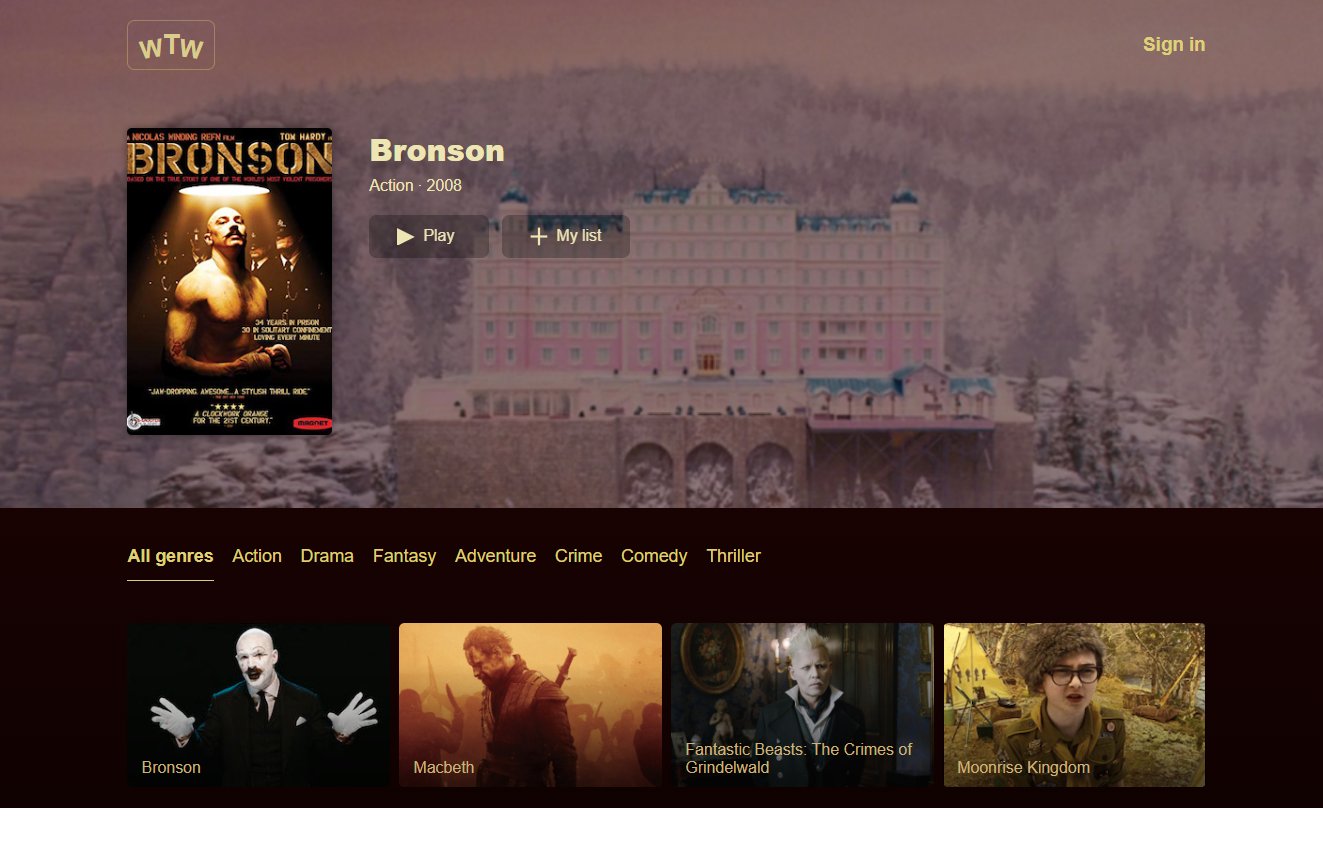 WTW
Sign in
A NICOLAS WINDING REFN FILM TOM HARDY
BRONSON
BASED ON THE TRUE STORY OF ONE OF THE WORLD'S MOST VIOLENT PRISONERS
34 YEARS IN PRISON
30 IN SOLITARY CONFINEMENT
LOVING EVERY MINUTE
"JAW-DROPPING. AWESOME...A STYLISH THRILL RIDE"
"★★★★
A CLOCKWORK ORANGE
FOR THE 21ST CENTURY."
MAGNET
Bronson
Action · 2008
Play
My list
All genres Action Drama Fantasy Adventure Crime Comedy Thriller
Bronson
Macbeth
Fantastic Beasts: The Crimes of
Grindelwald
Moonrise Kingdom